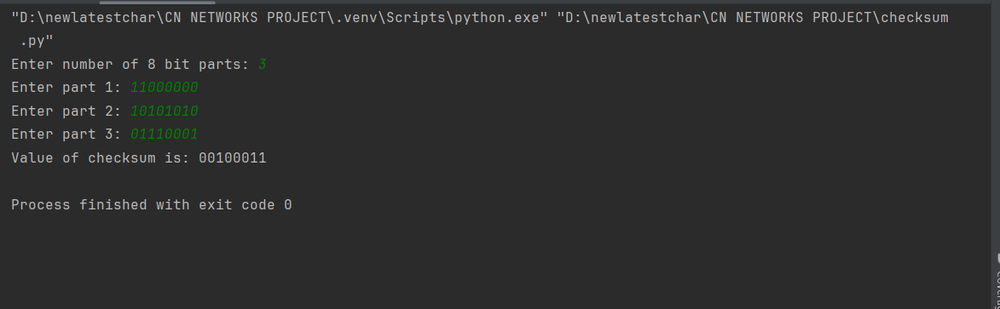 "D:\newlatestchar\CN NETWORKS PROJECT\.venv\Scripts\python.exe" "D:\newlatestchar\CN NETWORKS PROJECT\checksum
.py"
Enter number of 8 bit parts: 3
Enter part 1: 11000000
Enter part 2: 10101010
Enter part 3: 01110001
Value of checksum is: 00100011
Process finished with exit code 0